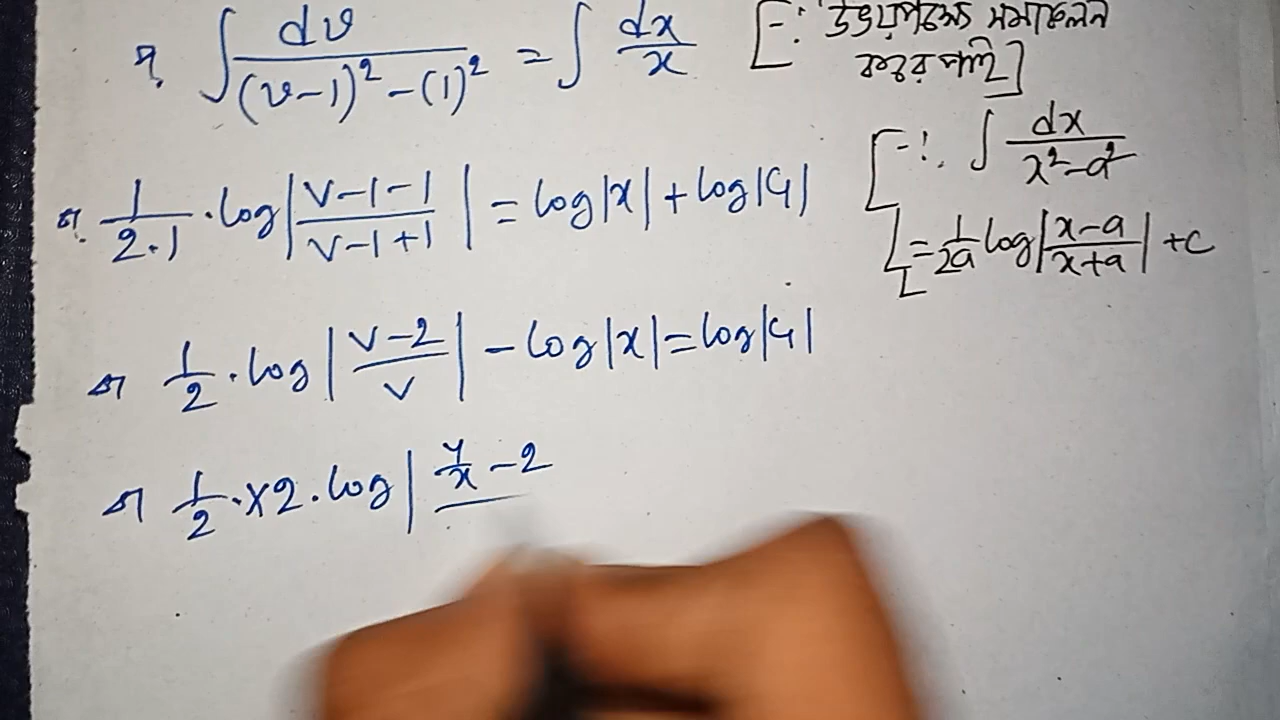 বা, ∫ dv/((v-1)²-(1)²) = ∫ dx/x [∵ উভয়পক্ষে সমাকলন
করে পাই]
[∵ ∫ dx/(x²-a²)
বা, 1/(2·1)·log|(v-1-1)/(v-1+1)| = log|x|+log|C₁|
= 1/(2a) log|(x-a)/(x+a)| +c
বা 1/2·log|(v-2)/v| - log|x|=log|C₁|
বা 1/2·×2·log|(y/x-2)/